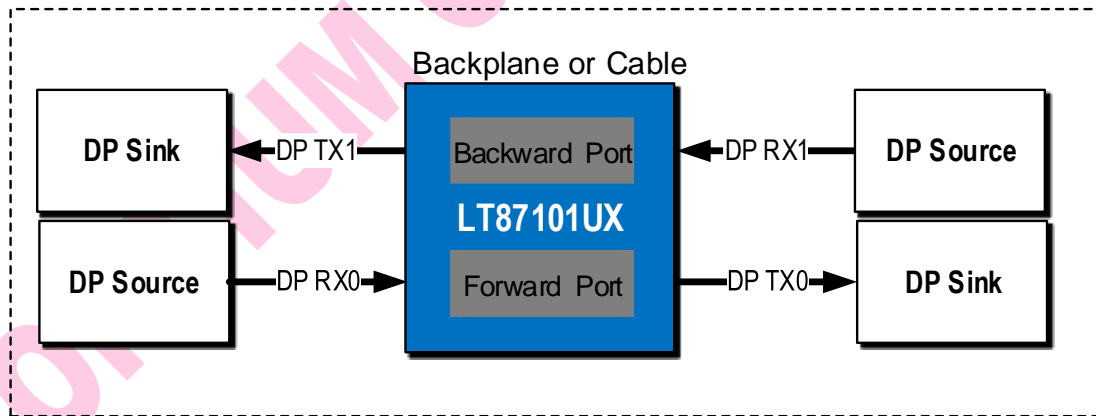 Backplane or Cable
DP Sink
DP TX1
Backward Port
DP RX1
DP Source
LT87101UX
DP Source
DP RX0
Forward Port
DP TX0
DP Sink